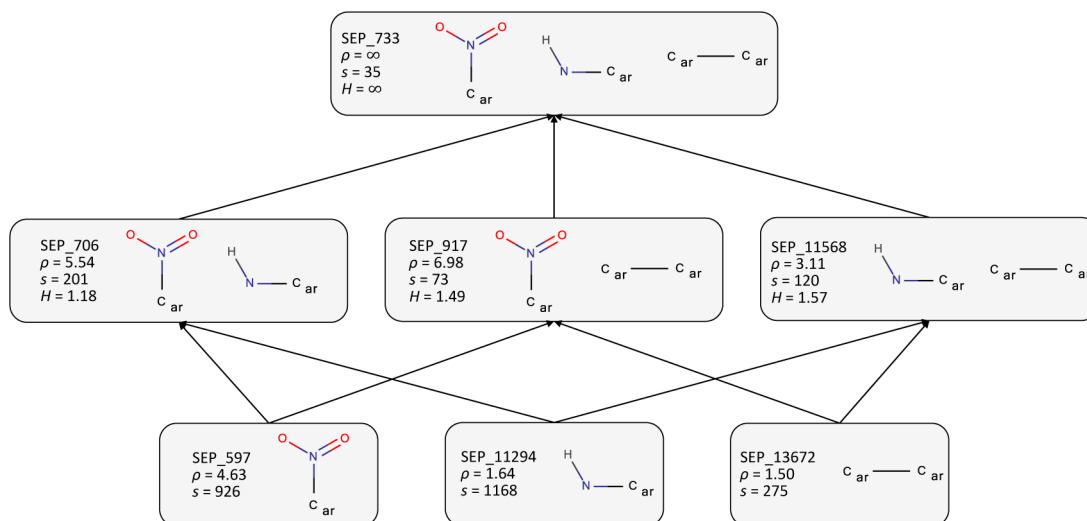 SEP_733
ρ = ∞
s = 35
H = ∞
O O
N
C ar
H
N C ar
C ar C ar
SEP_706
ρ = 5.54
s = 201
H = 1.18
O O
N
C ar
H
N C ar
SEP_917
ρ = 6.98
s = 73
H = 1.49
O O
N
C ar
C ar C ar
SEP_11568
ρ = 3.11
s = 120
H = 1.57
H
N C ar
C ar C ar
SEP_597
ρ = 4.63
s = 926
O O
N
C ar
SEP_11294
ρ = 1.64
s = 1168
H
N C ar
SEP_13672
ρ = 1.50
s = 275
C ar C ar